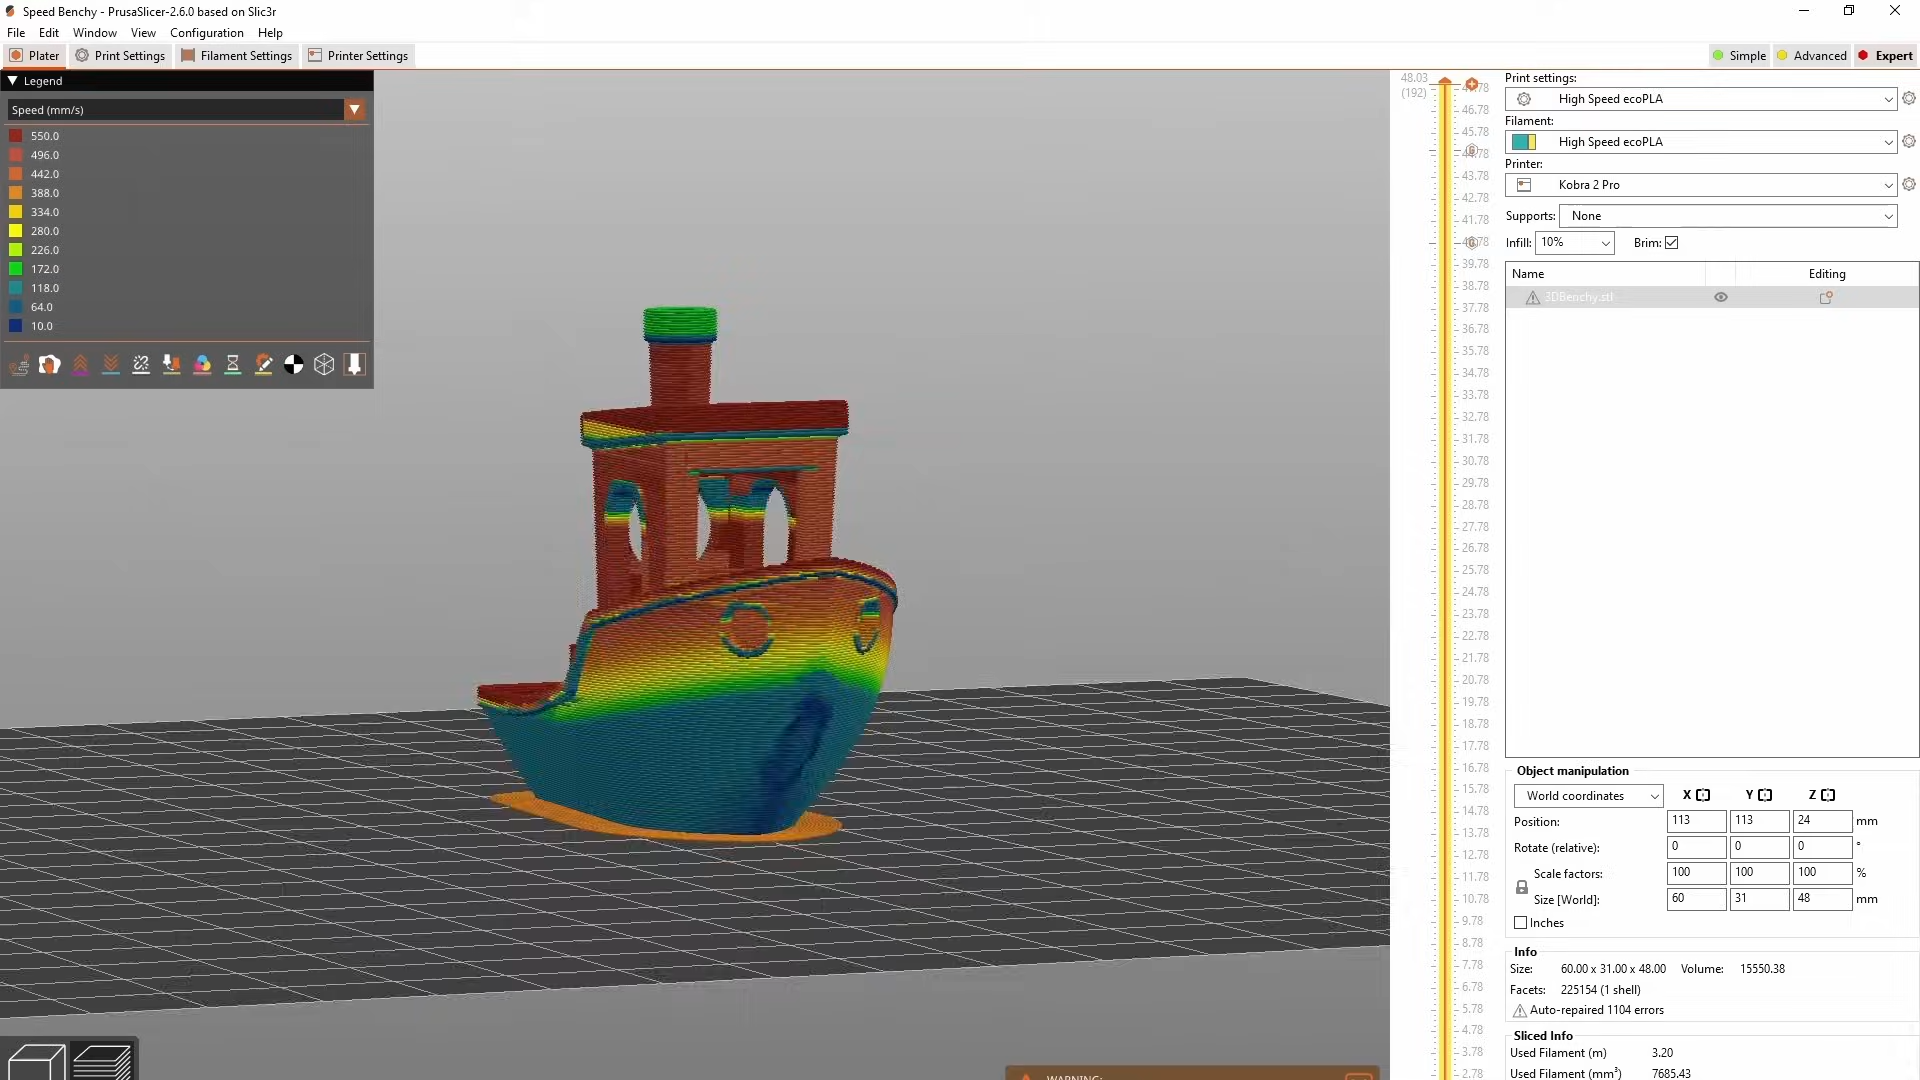 Speed Benchy - PrusaSlicer-2.6.0 based on Slic3r
File Edit Window View Configuration Help
Plater Print Settings Filament Settings Printer Settings
Simple Advanced Expert
Legend
Speed (mm/s)
550.0
496.0
442.0
388.0
334.0
280.0
226.0
172.0
118.0
64.0
10.0
48.03
(192)
46.78
45.78
44.78
43.78
42.78
41.78
39.78
38.78
37.78
36.78
35.78
34.78
33.78
32.78
31.78
30.78
29.78
28.78
27.78
26.78
25.78
24.78
23.78
22.78
21.78
20.78
19.78
18.78
17.78
16.78
15.78
14.78
13.78
12.78
11.78
10.78
9.78
8.78
7.78
6.78
5.78
4.78
3.78
2.78
Print settings:
High Speed ecoPLA
Filament:
High Speed ecoPLA
Printer:
Kobra 2 Pro
Supports: None
Infill: 10% Brim:
Name Editing
3DBenchy.stl
Object manipulation
World coordinates X Y Z
Position: 113 113 24 mm
Rotate (relative): 0 0 0 °
Scale factors: 100 100 100 %
Size [World]: 60 31 48 mm
Inches
Info
Size: 60.00 x 31.00 x 48.00 Volume: 15550.38
Facets: 225154 (1 shell)
Auto-repaired 1104 errors
Sliced Info
Used Filament (m) 3.20
Used Filament (mm³) 7685.43
WARNING: